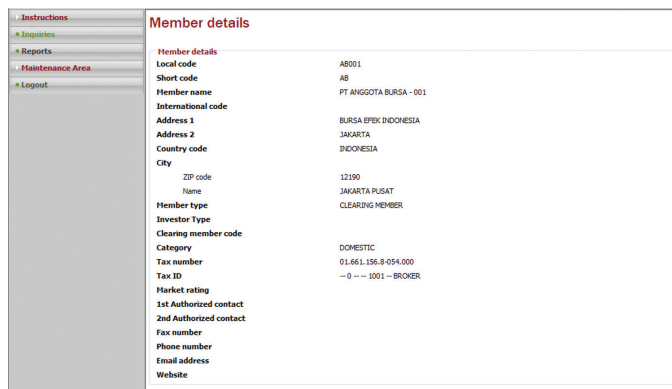 Instructions
Inquiries
Reports
Maintenance Area
Logout
Member details
Member details
Local code AB001
Short code AB
Member name PT ANGGOTA BURSA - 001
International code
Address 1 BURSA EFEK INDONESIA
Address 2 JAKARTA
Country code INDONESIA
City
ZIP code 12190
Name JAKARTA PUSAT
Member type CLEARING MEMBER
Investor Type
Clearing member code
Category DOMESTIC
Tax number 01.661.156.8-054.000
Tax ID -- 0 -- -- 1001 -- BROKER
Market rating
1st Authorized contact
2nd Authorized contact
Fax number
Phone number
Email address
Website